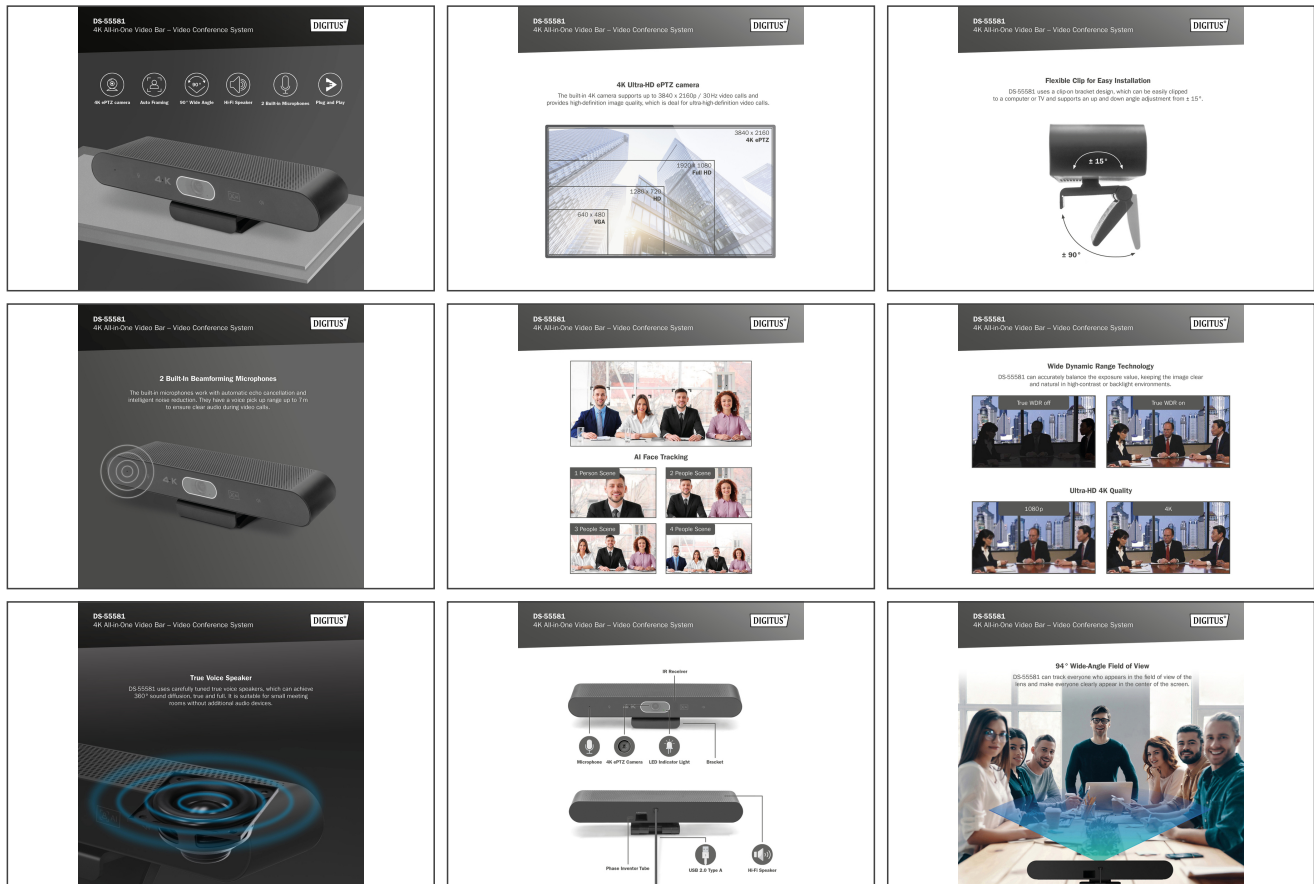 DS-55581
4K All-in-One Video Bar – Video Conference System
DIGITUS®
4K ePTZ camera
Auto Framing
90° Wide Angle
Hi-Fi Speaker
2 Built-in Microphones
Plug and Play
90°
4K
DS-55581
4K All-in-One Video Bar – Video Conference System
DIGITUS®
4K Ultra-HD ePTZ camera
The built-in 4K camera supports up to 3840 x 2160p / 30Hz video calls and
provides high-definition image quality, which is deal for ultra-high-definition video calls.
3840 x 2160
4K ePTZ
1920 x 1080
Full HD
1280 x 720
HD
640 x 480
VGA
DS-55581
4K All-in-One Video Bar – Video Conference System
DIGITUS®
Flexible Clip for Easy Installation
DS-55581 uses a clip-on bracket design, which can be easily clipped
to a computer or TV and supports an up and down angle adjustment from ± 15°.
± 15°
± 90°
DS-55581
4K All-in-One Video Bar – Video Conference System
DIGITUS®
2 Built-In Beamforming Microphones
The built-in microphones work with automatic echo cancellation and
intelligent noise reduction. They have a voice pick up range up to 7m
to ensure clear audio during video calls.
4K
DS-55581
4K All-in-One Video Bar – Video Conference System
DIGITUS®
AI Face Tracking
1 Person Scene
2 People Scene
3 People Scene
4 People Scene
DS-55581
4K All-in-One Video Bar – Video Conference System
DIGITUS®
Wide Dynamic Range Technology
DS-55581 can accurately balance the exposure value, keeping the image clear
and natural in high-contrast or backlight environments.
True WDR off
True WDR on
Ultra-HD 4K Quality
1080p
4K
DS-55581
4K All-in-One Video Bar – Video Conference System
DIGITUS®
True Voice Speaker
DS-55581 uses carefully tuned true voice speakers, which can achieve
360° sound diffusion, true and full. It is suitable for small meeting
rooms without additional audio devices.
DS-55581
4K All-in-One Video Bar – Video Conference System
DIGITUS®
IR Receiver
Microphone
4K ePTZ Camera
LED Indicator Light
Bracket
Phase Invertor Tube
USB 2.0 Type A
Hi-Fi Speaker
DS-55581
4K All-in-One Video Bar – Video Conference System
DIGITUS®
94° Wide-Angle Field of View
DS-55581 can track everyone who appears in the field of view of the
lens and make everyone clearly appear in the center of the screen.